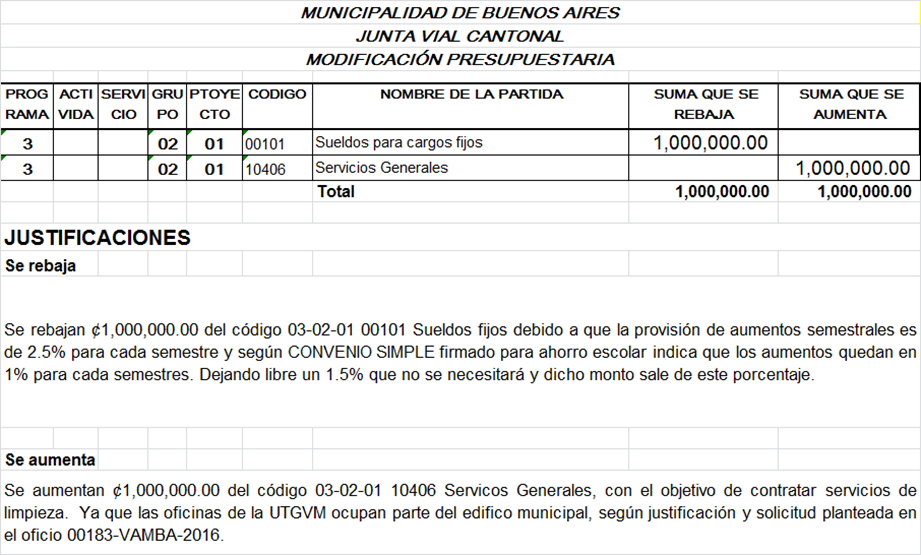 MUNICIPALIDAD DE BUENOS AIRES
JUNTA VIAL CANTONAL
MODIFICACIÓN PRESUPUESTARIA
PROG ACTI SERVI GRU PTOYE CODIGO NOMBRE DE LA PARTIDA SUMA QUE SE SUMA QUE SE
RAMA VIDA CIO PO CTO REBAJA AUMENTA
3 02 01 00101 Sueldos para cargos fijos 1,000,000.00
3 02 01 10406 Servicios Generales 1,000,000.00
Total 1,000,000.00 1,000,000.00
JUSTIFICACIONES
Se rebaja
Se rebajan ¢1,000,000.00 del código 03-02-01 00101 Sueldos fijos debido a que la provisión de aumentos semestrales es
de 2.5% para cada semestre y según CONVENIO SIMPLE firmado para ahorro escolar indica que los aumentos quedan en
1% para cada semestres. Dejando libre un 1.5% que no se necesitará y dicho monto sale de este porcentaje.
Se aumenta
Se aumentan ¢1,000,000.00 del código 03-02-01 10406 Servicos Generales, con el objetivo de contratar servicios de
limpieza. Ya que las oficinas de la UTGVM ocupan parte del edifico municipal, según justificación y solicitud planteada en
el oficio 00183-VAMBA-2016.